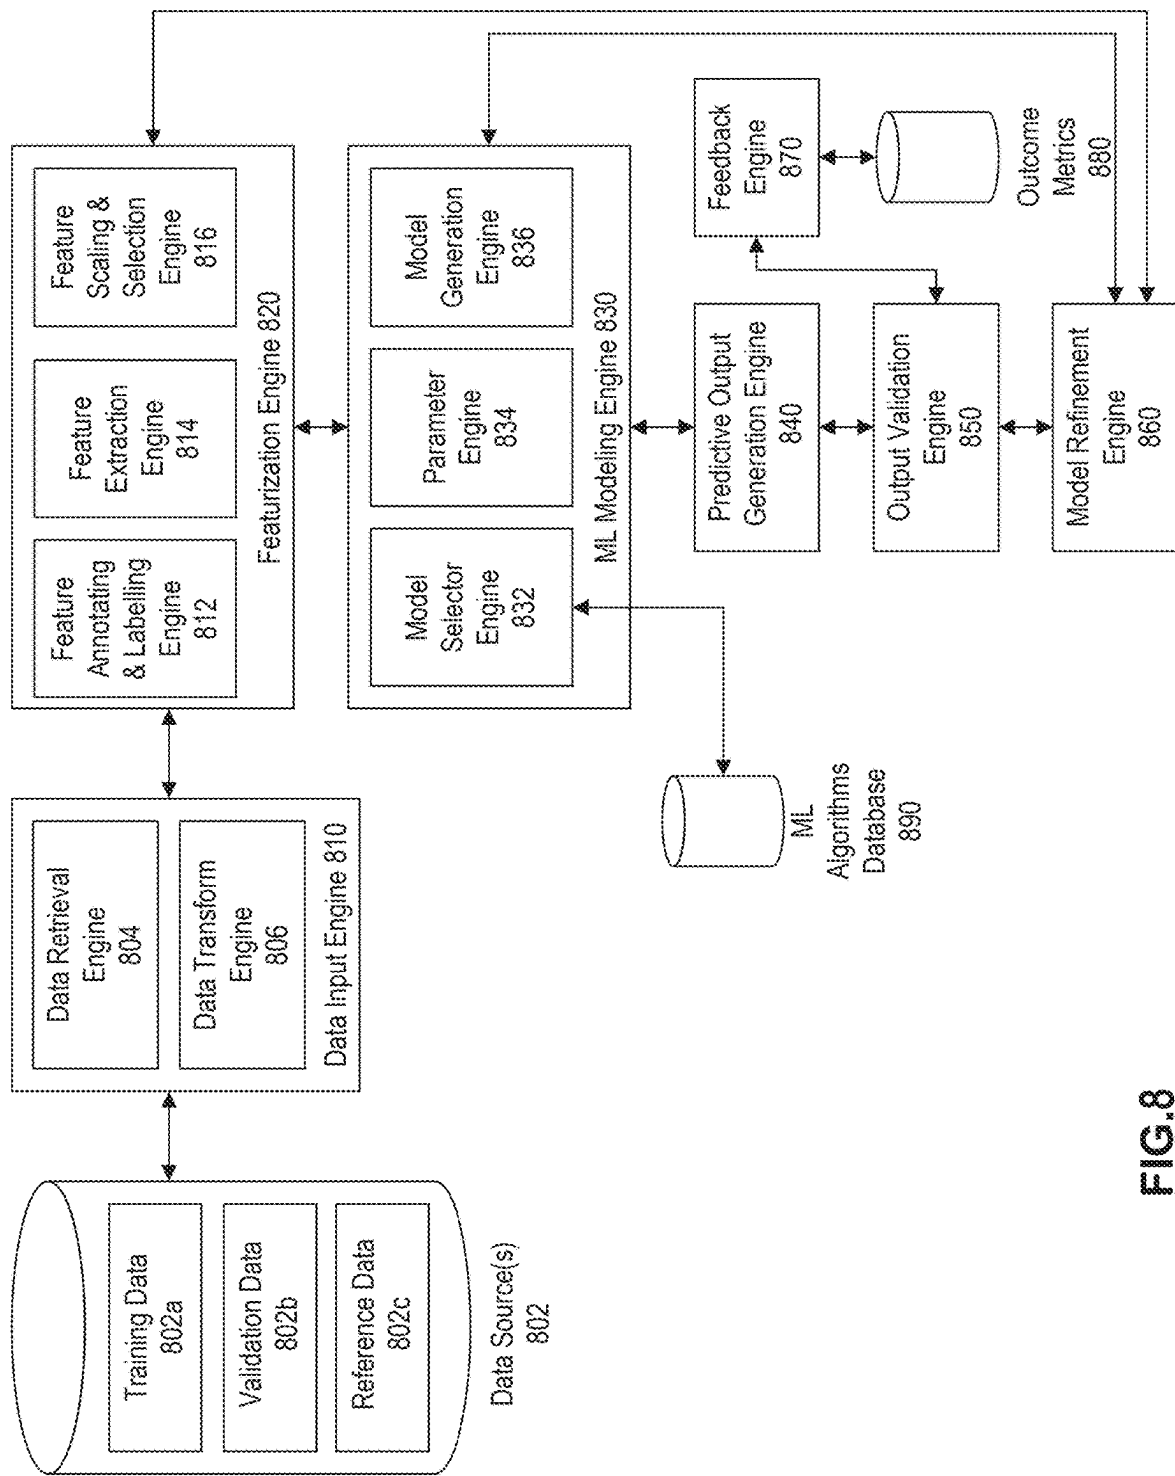 Training Data
802a
Validation Data
802b
Reference Data
802c
Data Source(s)
802
Data Retrieval
Engine
804
Data Transform
Engine
806
Data Input Engine 810
Feature
Annotating
& Labelling
Engine
812
Feature
Extraction
Engine
814
Feature
Scaling &
Selection
Engine
816
Featurization Engine 820
Model
Selector
Engine
832
Parameter
Engine
834
Model
Generation
Engine
836
ML Modeling Engine 830
ML
Algorithms
Database
890
Predictive Output
Generation Engine
840
Feedback
Engine
870
Output Validation
Engine
850
Outcome
Metrics
880
Model Refinement
Engine
860
FIG.8